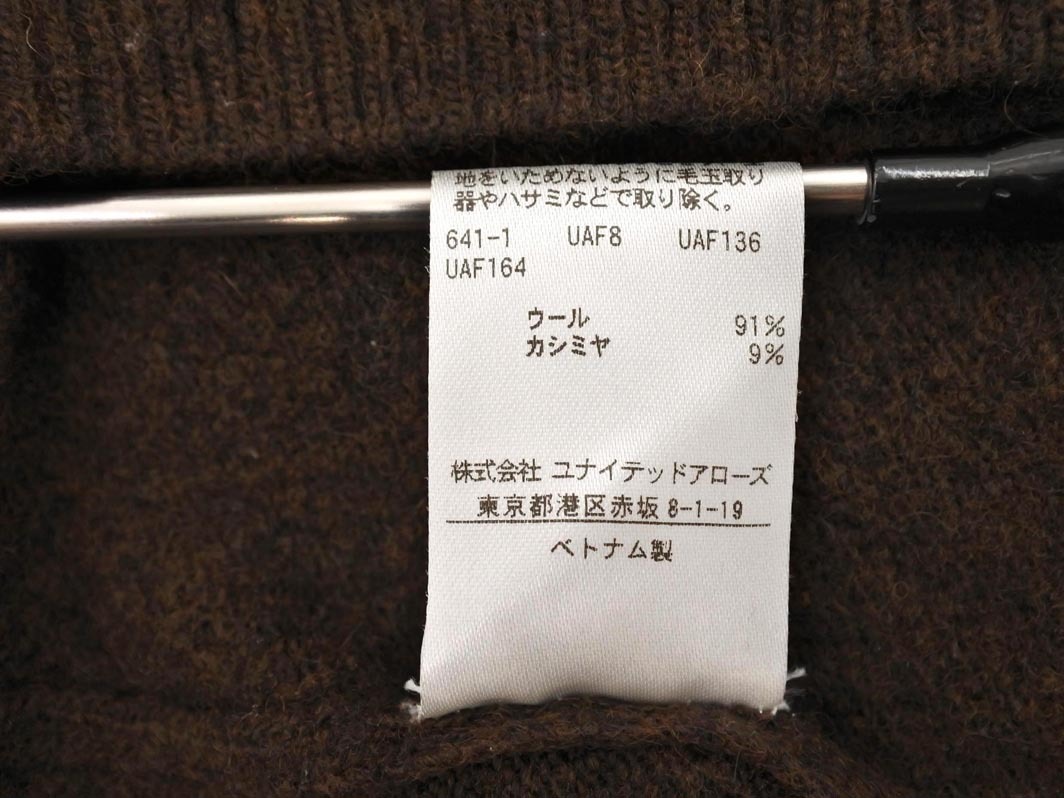 地をいためないように毛玉取り
器やハサミなどで取り除く。
641-1 UAF8 UAF136
UAF164
ウール 91%
カシミヤ 9%
株式会社 ユナイテッドアローズ
東京都港区赤坂8-1-19
ベトナム製